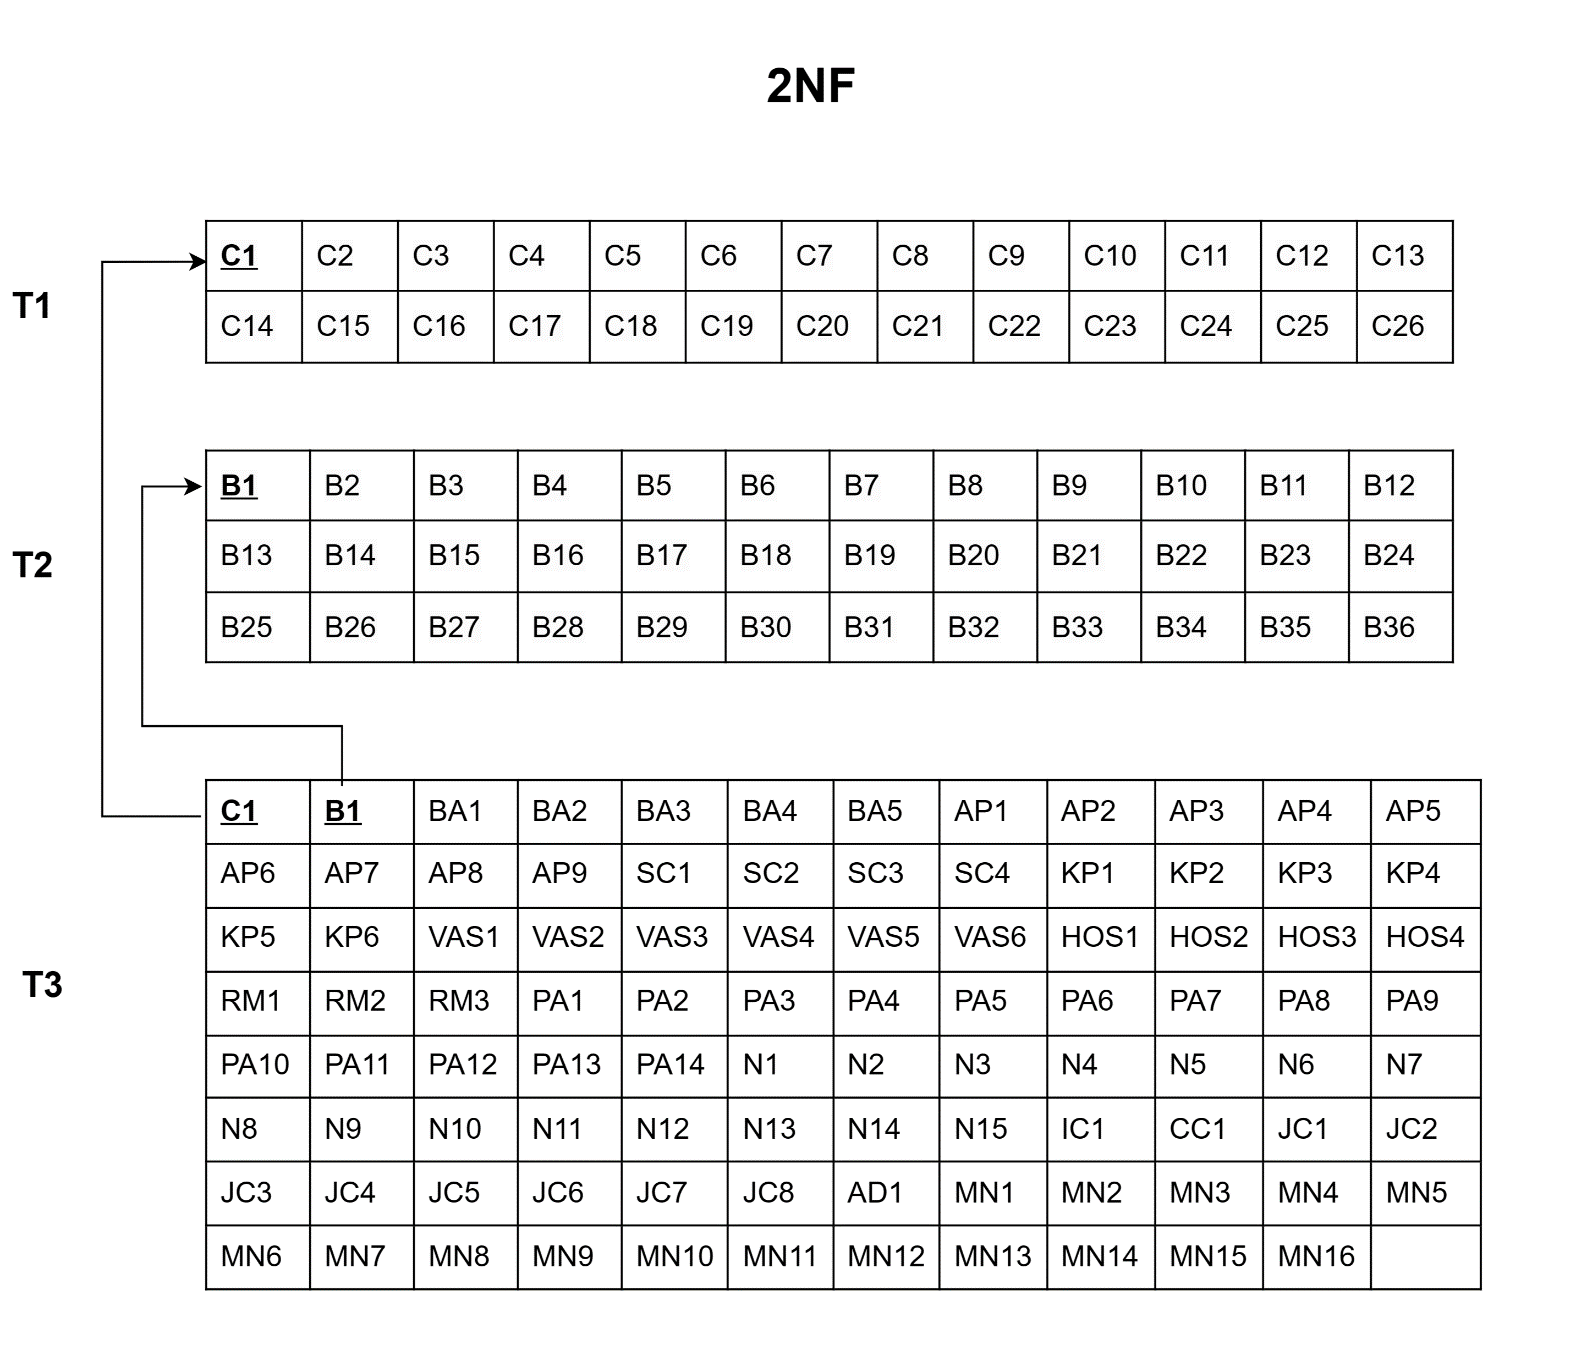 2NF
T1
C1 C2 C3 C4 C5 C6 C7 C8 C9 C10 C11 C12 C13
C14 C15 C16 C17 C18 C19 C20 C21 C22 C23 C24 C25 C26
T2
B1 B2 B3 B4 B5 B6 B7 B8 B9 B10 B11 B12
B13 B14 B15 B16 B17 B18 B19 B20 B21 B22 B23 B24
B25 B26 B27 B28 B29 B30 B31 B32 B33 B34 B35 B36
T3
C1 B1 BA1 BA2 BA3 BA4 BA5 AP1 AP2 AP3 AP4 AP5
AP6 AP7 AP8 AP9 SC1 SC2 SC3 SC4 KP1 KP2 KP3 KP4
KP5 KP6 VAS1 VAS2 VAS3 VAS4 VAS5 VAS6 HOS1 HOS2 HOS3 HOS4
RM1 RM2 RM3 PA1 PA2 PA3 PA4 PA5 PA6 PA7 PA8 PA9
PA10 PA11 PA12 PA13 PA14 N1 N2 N3 N4 N5 N6 N7
N8 N9 N10 N11 N12 N13 N14 N15 IC1 CC1 JC1 JC2
JC3 JC4 JC5 JC6 JC7 JC8 AD1 MN1 MN2 MN3 MN4 MN5
MN6 MN7 MN8 MN9 MN10 MN11 MN12 MN13 MN14 MN15 MN16